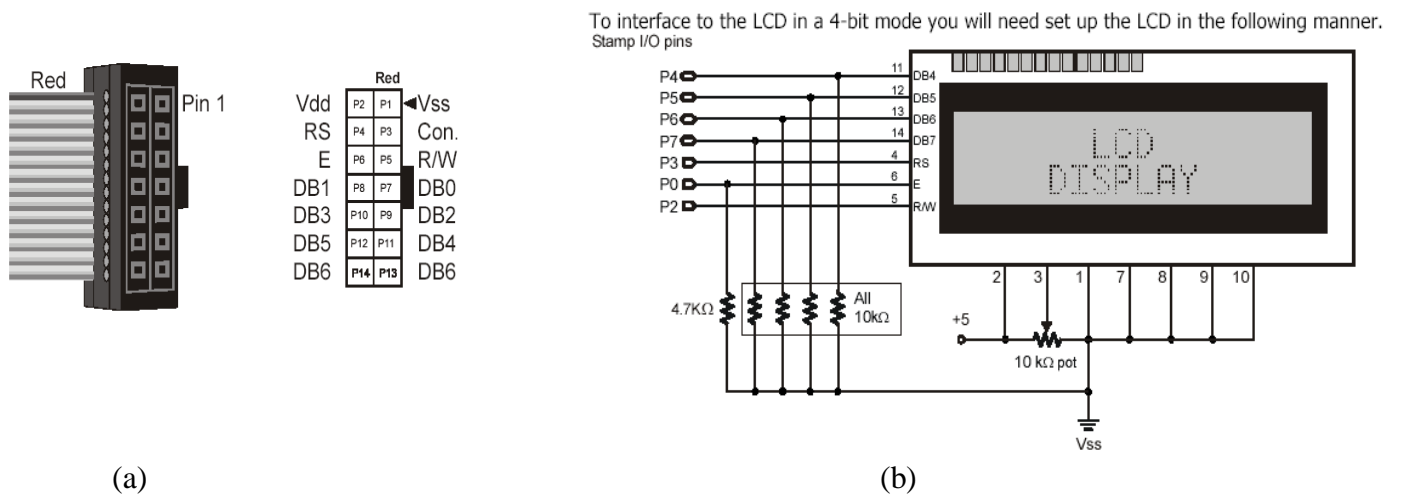 To interface to the LCD in a 4-bit mode you will need set up the LCD in the following manner.
Stamp I/O pins
Red
Pin 1
Red
Vdd P2 P1 Vss
RS P4 P3 Con.
E P6 P5 R/W
DB1 P8 P7 DB0
DB3 P10 P9 DB2
DB5 P12 P11 DB4
DB6 P14 P13 DB6
P4 11 DB4
P5 12 DB5
P6 13 DB6
P7 14 DB7
P3 4 RS
P0 6 E
P2 5 R/W
LCD
DISPLAY
2 3 1 7 8 9 10
4.7KΩ
All
10kΩ
+5
10 kΩ pot
Vss
(a)
(b)